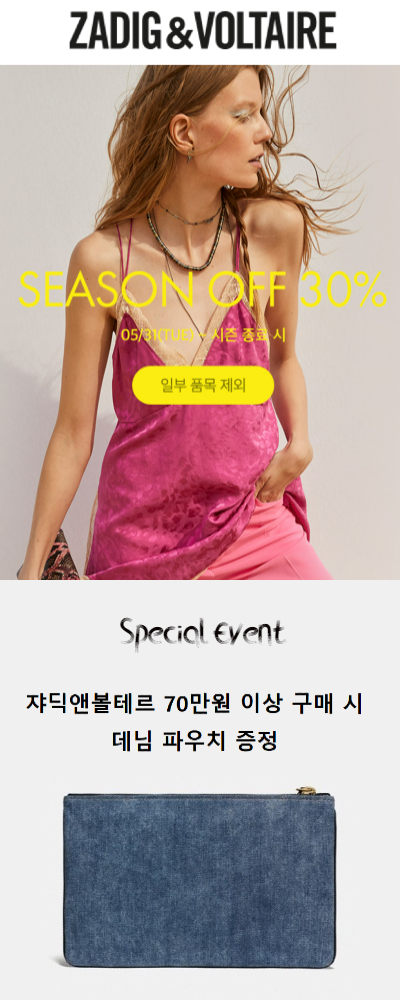 ZADIG&VOLTAIRE
SEASON OFF 30%
05/31(TUE) - 시즌 종료 시
일부 품목 제외
Special Event
쟈딕앤볼테르 70만원 이상 구매 시
데님 파우치 증정